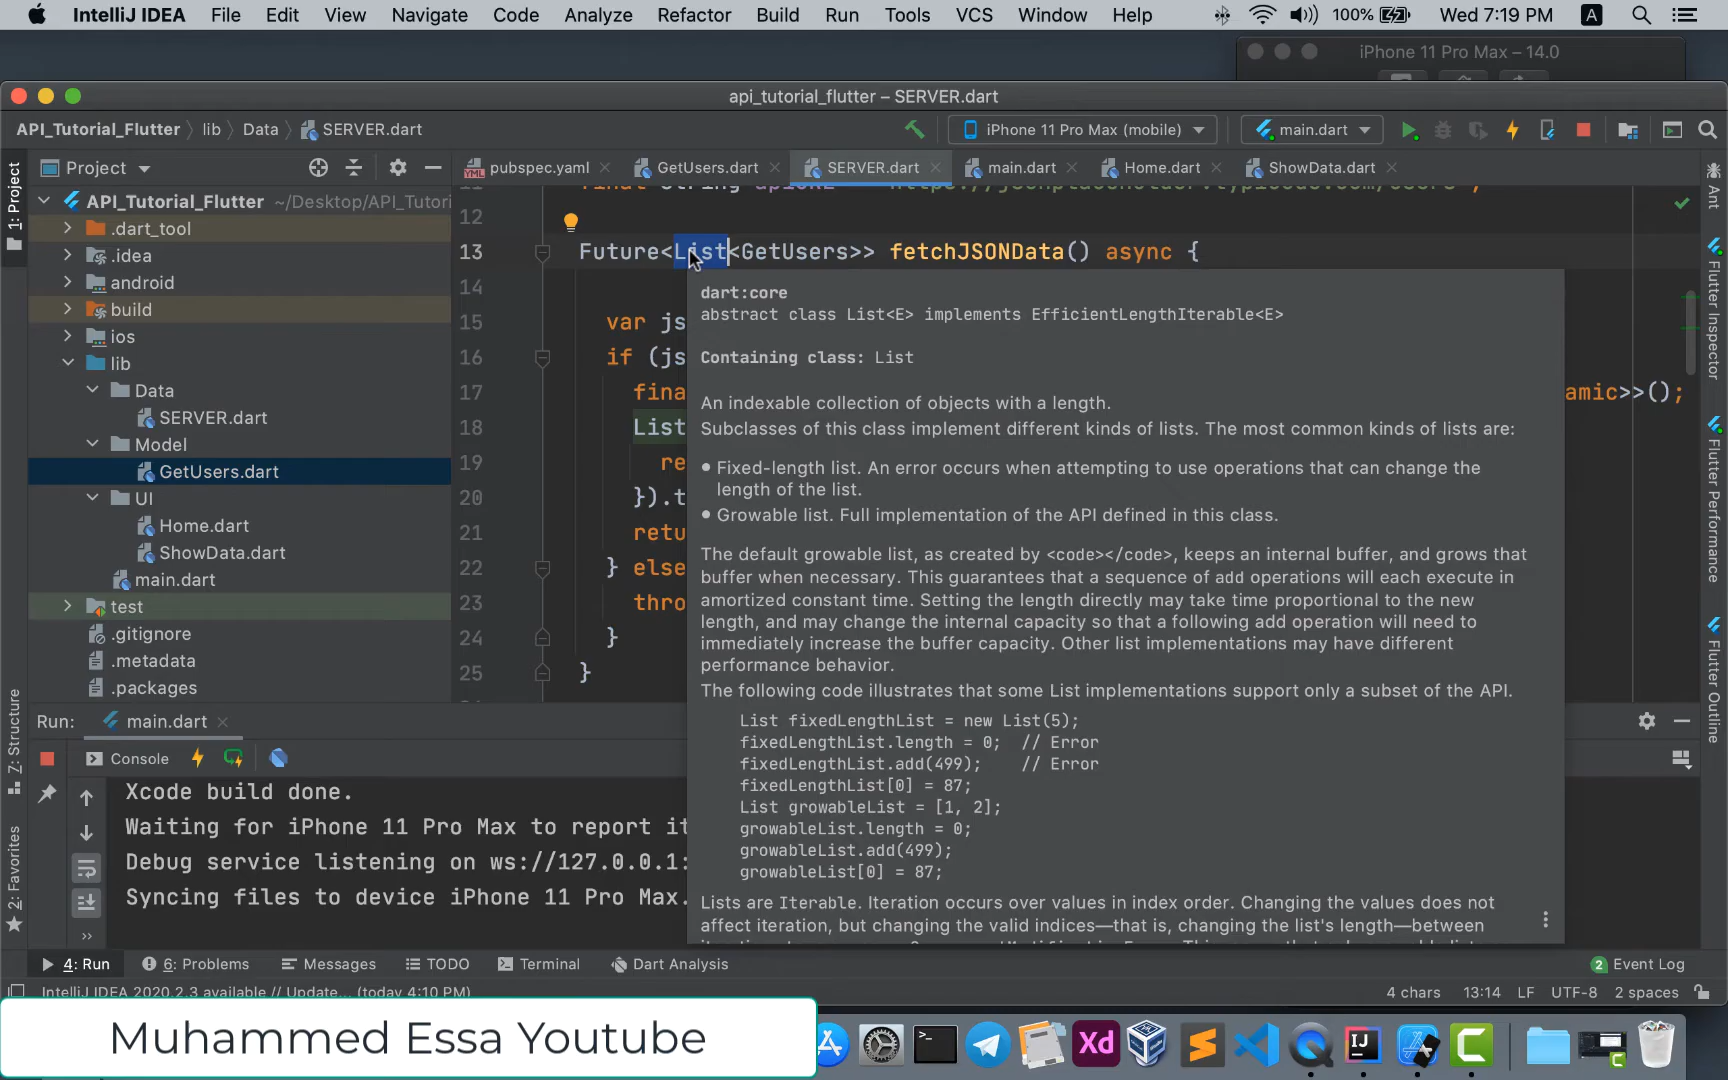 IntelliJ IDEA File Edit View Navigate Code Analyze Refactor Build Run Tools VCS Window Help 100% Wed 7:19 PM A
iPhone 11 Pro Max – 14.0
api_tutorial_flutter – SERVER.dart
API_Tutorial_Flutter lib Data SERVER.dart iPhone 11 Pro Max (mobile) main.dart
Project pubspec.yaml GetUsers.dart SERVER.dart main.dart Home.dart ShowData.dart
1: Project
API_Tutorial_Flutter ~/Desktop/API_Tutori
.dart_tool
.idea
android
build
ios
lib
Data
SERVER.dart
Model
GetUsers.dart
UI
Home.dart
ShowData.dart
main.dart
test
.gitignore
.metadata
.packages
12
13 Future<List<GetUsers>> fetchJSONData() async {
14
15 var js
16 if (js
17 fina amic>>();
18 List
19 re
20 }).t
21 retu
22 } else
23 thro
24 }
25 }
dart:core
abstract class List<E> implements EfficientLengthIterable<E>
Containing class: List
An indexable collection of objects with a length.
Subclasses of this class implement different kinds of lists. The most common kinds of lists are:
• Fixed-length list. An error occurs when attempting to use operations that can change the
length of the list.
• Growable list. Full implementation of the API defined in this class.
The default growable list, as created by <code></code>, keeps an internal buffer, and grows that
buffer when necessary. This guarantees that a sequence of add operations will each execute in
amortized constant time. Setting the length directly may take time proportional to the new
length, and may change the internal capacity so that a following add operation will need to
immediately increase the buffer capacity. Other list implementations may have different
performance behavior.
The following code illustrates that some List implementations support only a subset of the API.
List fixedLengthList = new List(5);
fixedLengthList.length = 0; // Error
fixedLengthList.add(499); // Error
fixedLengthList[0] = 87;
List growableList = [1, 2];
growableList.length = 0;
growableList.add(499);
growableList[0] = 87;
Lists are Iterable. Iteration occurs over values in index order. Changing the values does not
affect iteration, but changing the valid indices—that is, changing the list's length—between
Ant
Flutter Inspector
Flutter Performance
Flutter Outline
Z: Structure
2: Favorites
Run: main.dart
Console
Xcode build done.
Waiting for iPhone 11 Pro Max to report it
Debug service listening on ws://127.0.0.1:
Syncing files to device iPhone 11 Pro Max.
4: Run 6: Problems Messages TODO Terminal Dart Analysis 2 Event Log
IntelliJ IDEA 2020.2.3 available // Update... (today 4:10 PM) 4 chars 13:14 LF UTF-8 2 spaces
Muhammed Essa Youtube
Xd
IJ
C